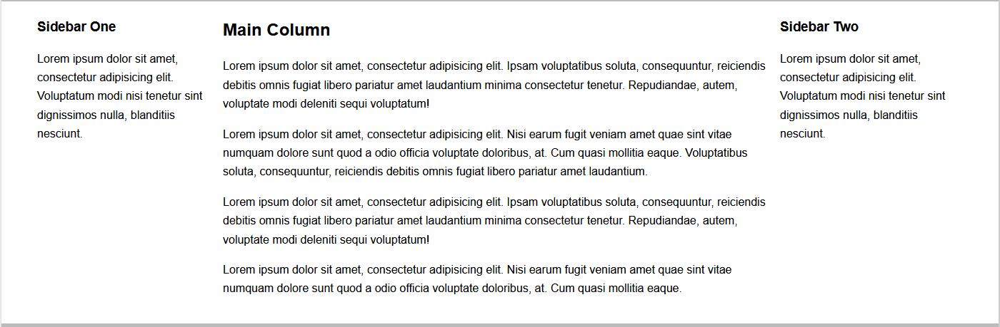 Sidebar One
Lorem ipsum dolor sit amet,
consectetur adipisicing elit.
Voluptatum modi nisi tenetur sint
dignissimos nulla, blanditiis
nesciunt.
Main Column
Lorem ipsum dolor sit amet, consectetur adipisicing elit. Ipsam voluptatibus soluta, consequuntur, reiciendis
debitis omnis fugiat libero pariatur amet laudantium minima consectetur tenetur. Repudiandae, autem,
voluptate modi deleniti sequi voluptatum!
Lorem ipsum dolor sit amet, consectetur adipisicing elit. Nisi earum fugit veniam amet quae sint vitae
numquam dolore sunt quod a odio officia voluptate doloribus, at. Cum quasi mollitia eaque. Voluptatibus
soluta, consequuntur, reiciendis debitis omnis fugiat libero pariatur amet laudantium.
Lorem ipsum dolor sit amet, consectetur adipisicing elit. Ipsam voluptatibus soluta, consequuntur, reiciendis
debitis omnis fugiat libero pariatur amet laudantium minima consectetur tenetur. Repudiandae, autem,
voluptate modi deleniti sequi voluptatum!
Lorem ipsum dolor sit amet, consectetur adipisicing elit. Nisi earum fugit veniam amet quae sint vitae
numquam dolore sunt quod a odio officia voluptate doloribus, at. Cum quasi mollitia eaque.
Sidebar Two
Lorem ipsum dolor sit amet,
consectetur adipisicing elit.
Voluptatum modi nisi tenetur sint
dignissimos nulla, blanditiis
nesciunt.